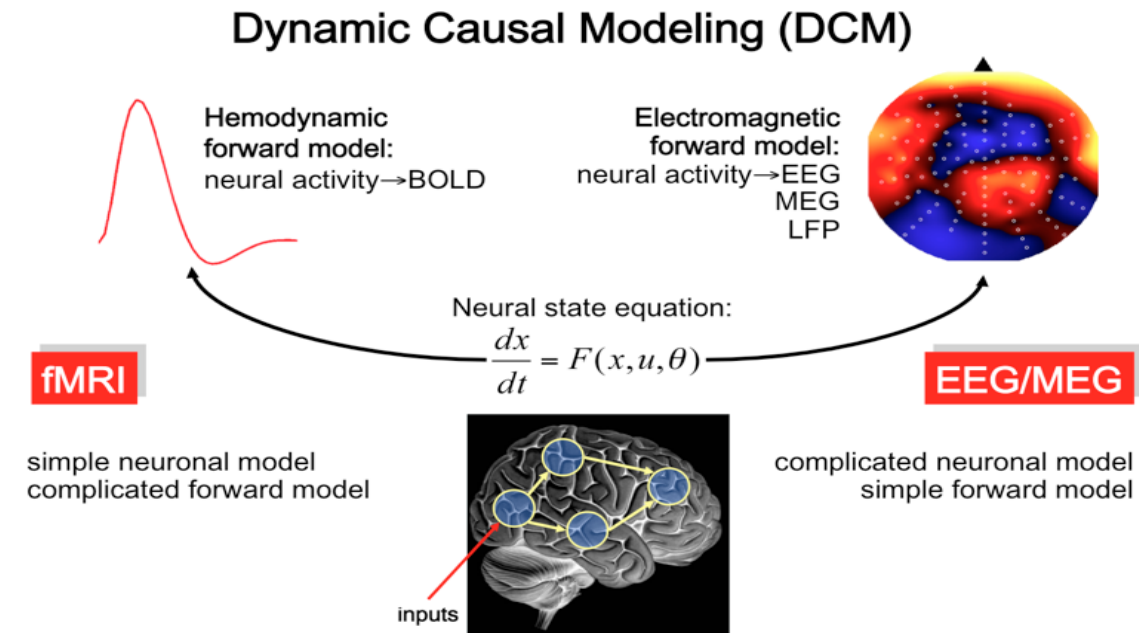 Dynamic Causal Modeling (DCM)
Hemodynamic
forward model:
neural activity→BOLD
Electromagnetic
forward model:
neural activity→EEG
MEG
LFP
Neural state equation:
dx/dt = F(x,u,θ)
fMRI
EEG/MEG
simple neuronal model
complicated forward model
complicated neuronal model
simple forward model
inputs